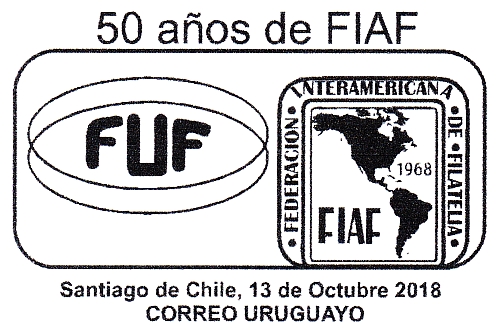 50 años de FIAF
FUF
• FEDERACION INTERAMERICANA • DE • FILATELIA •
1968
FIAF
Santiago de Chile, 13 de Octubre 2018
CORREO URUGUAYO